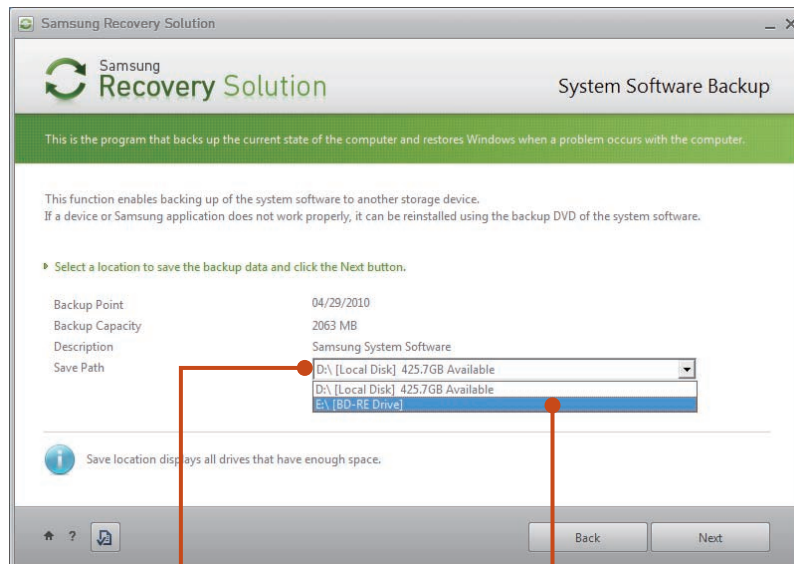 Samsung Recovery Solution
Samsung
Recovery Solution
System Software Backup
This is the program that backs up the current state of the computer and restores Windows when a problem occurs with the computer.
This function enables backing up of the system software to another storage device.
If a device or Samsung application does not work properly, it can be reinstalled using the backup DVD of the system software.
Select a location to save the backup data and click the Next button.
Backup Point 04/29/2010
Backup Capacity 2063 MB
Description Samsung System Software
Save Path D:\ [Local Disk] 425.7GB Available
D:\ [Local Disk] 425.7GB Available
E:\ [BD-RE Drive]
Save location displays all drives that have enough space.
? Back Next